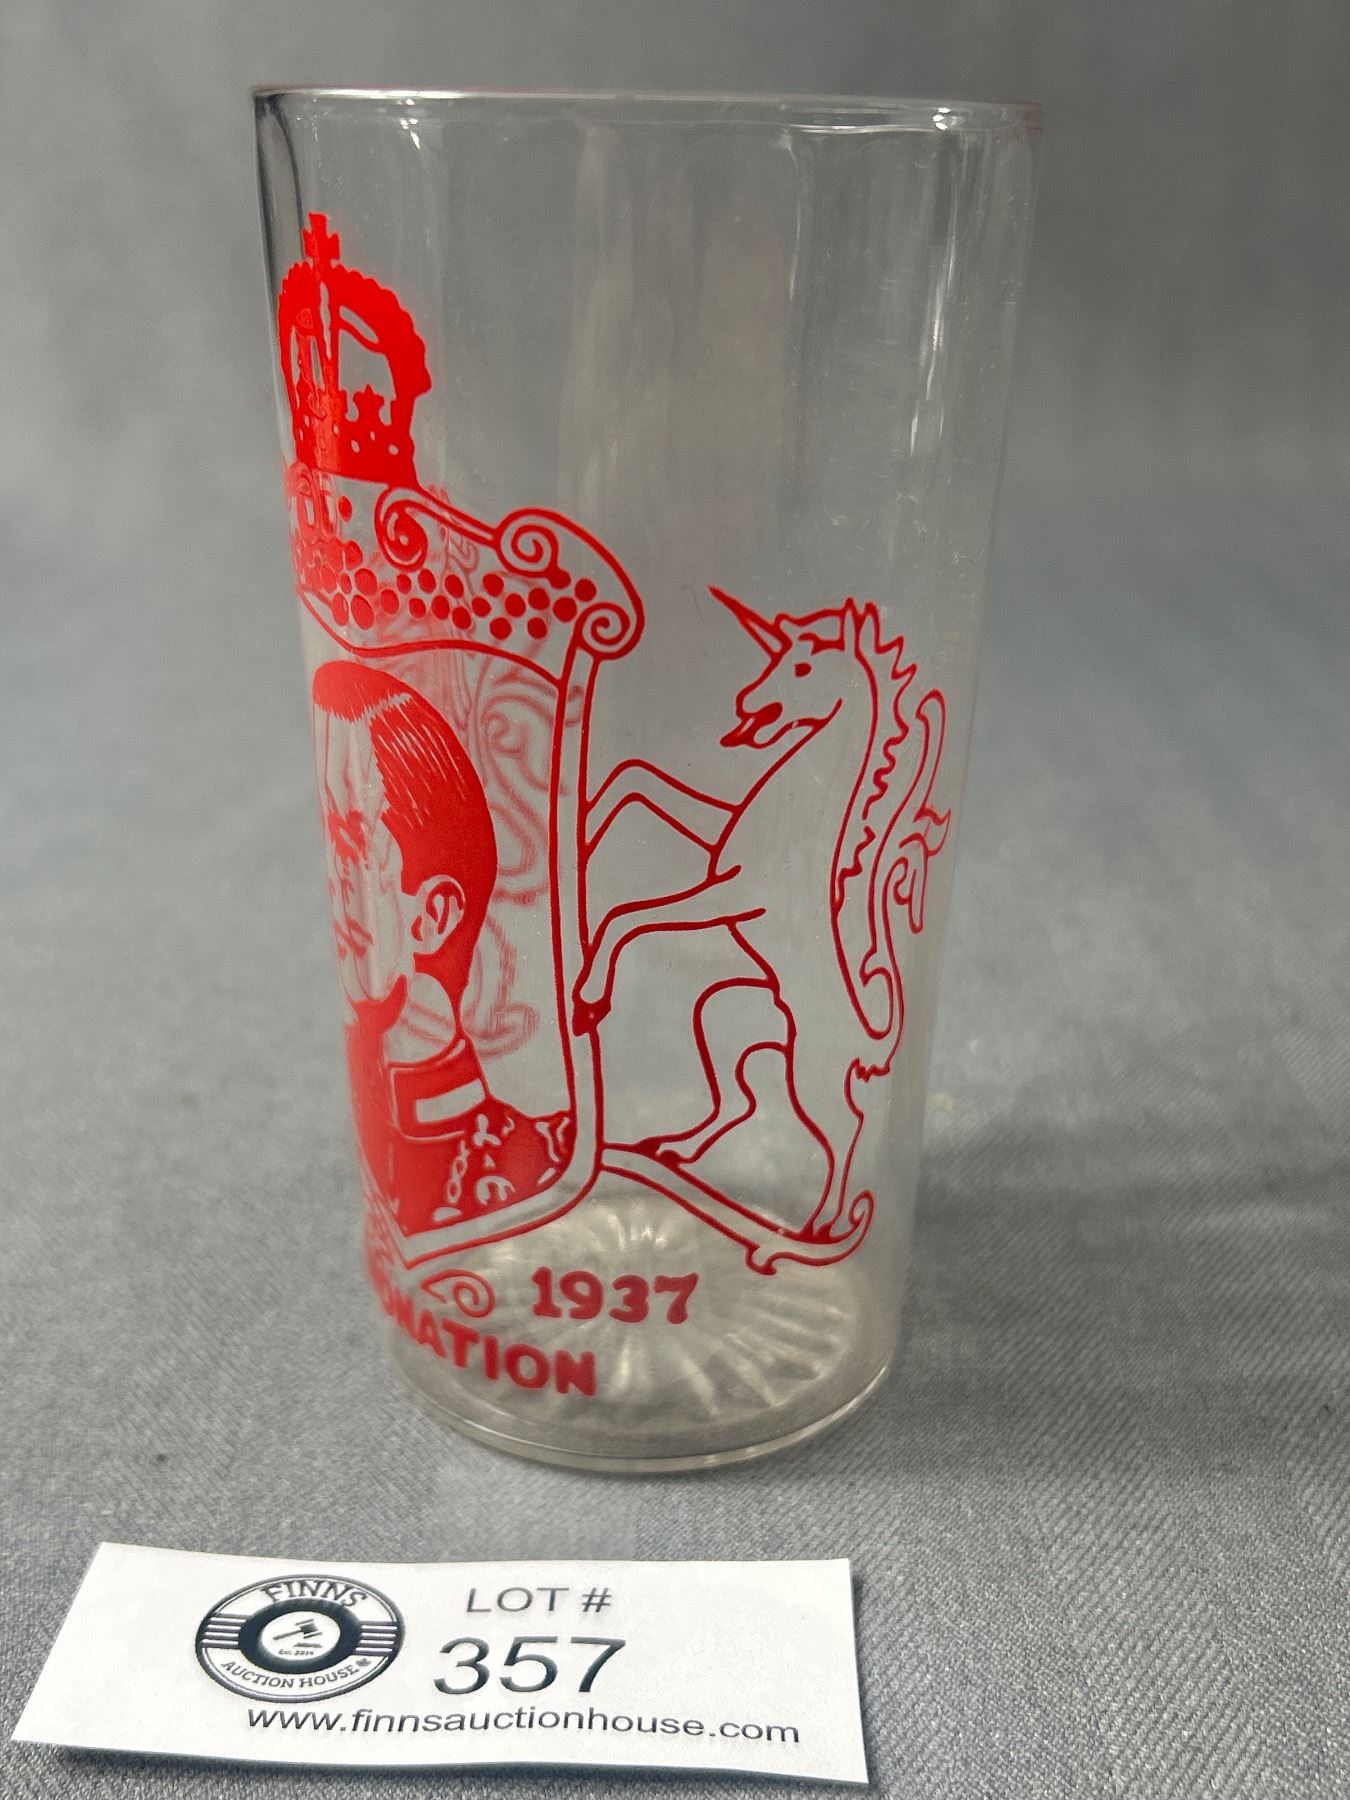 1937
ONATION
FINNS
AUCTION HOUSE
LOT #
357
www.finnsauctionhouse.com